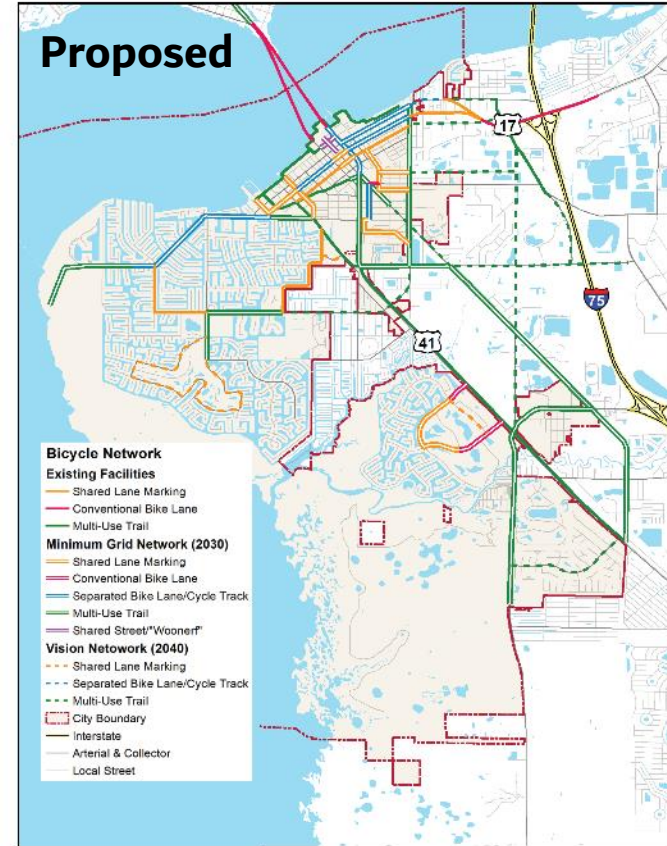 Proposed
17
75
41
Bicycle Network
Existing Facilities
Shared Lane Marking
Conventional Bike Lane
Multi-Use Trail
Minimum Grid Network (2030)
Shared Lane Marking
Conventional Bike Lane
Separated Bike Lane/Cycle Track
Multi-Use Trail
Shared Street/"Woonerf"
Vision Netowork (2040)
Shared Lane Marking
Separated Bike Lane/Cycle Track
Multi-Use Trail
City Boundary
Interstate
Arterial & Collector
Local Street